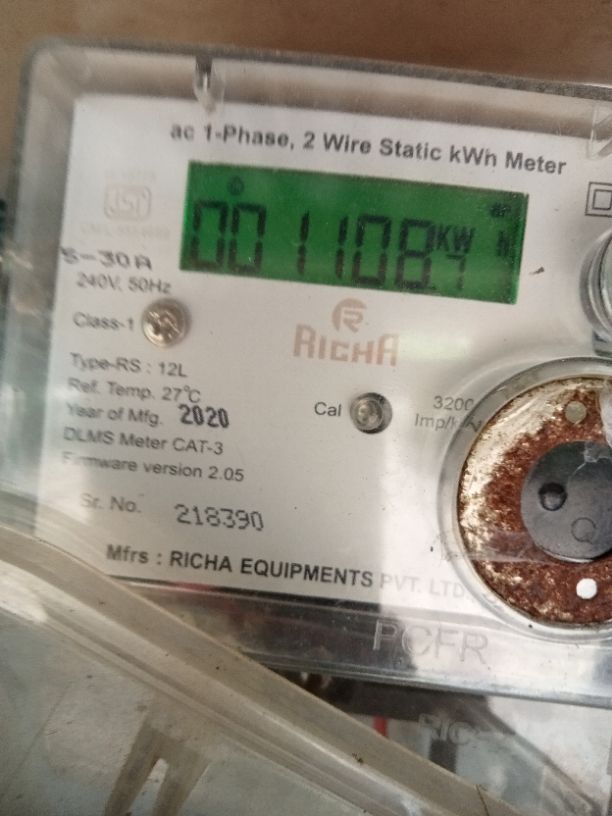 ac 1-Phase, 2 Wire Static kWh Meter
001108.7 KW h
5-30A
240V, 50Hz
Class-1
RICHA
Type-RS : 12L
Ref. Temp. 27°C
Cal
3200
Imp/k
Year of Mfg. 2020
DLMS Meter CAT-3
Firmware version 2.05
Sr. No. 218390
Mfrs : RICHA EQUIPMENTS PVT. LTD.
PCFR